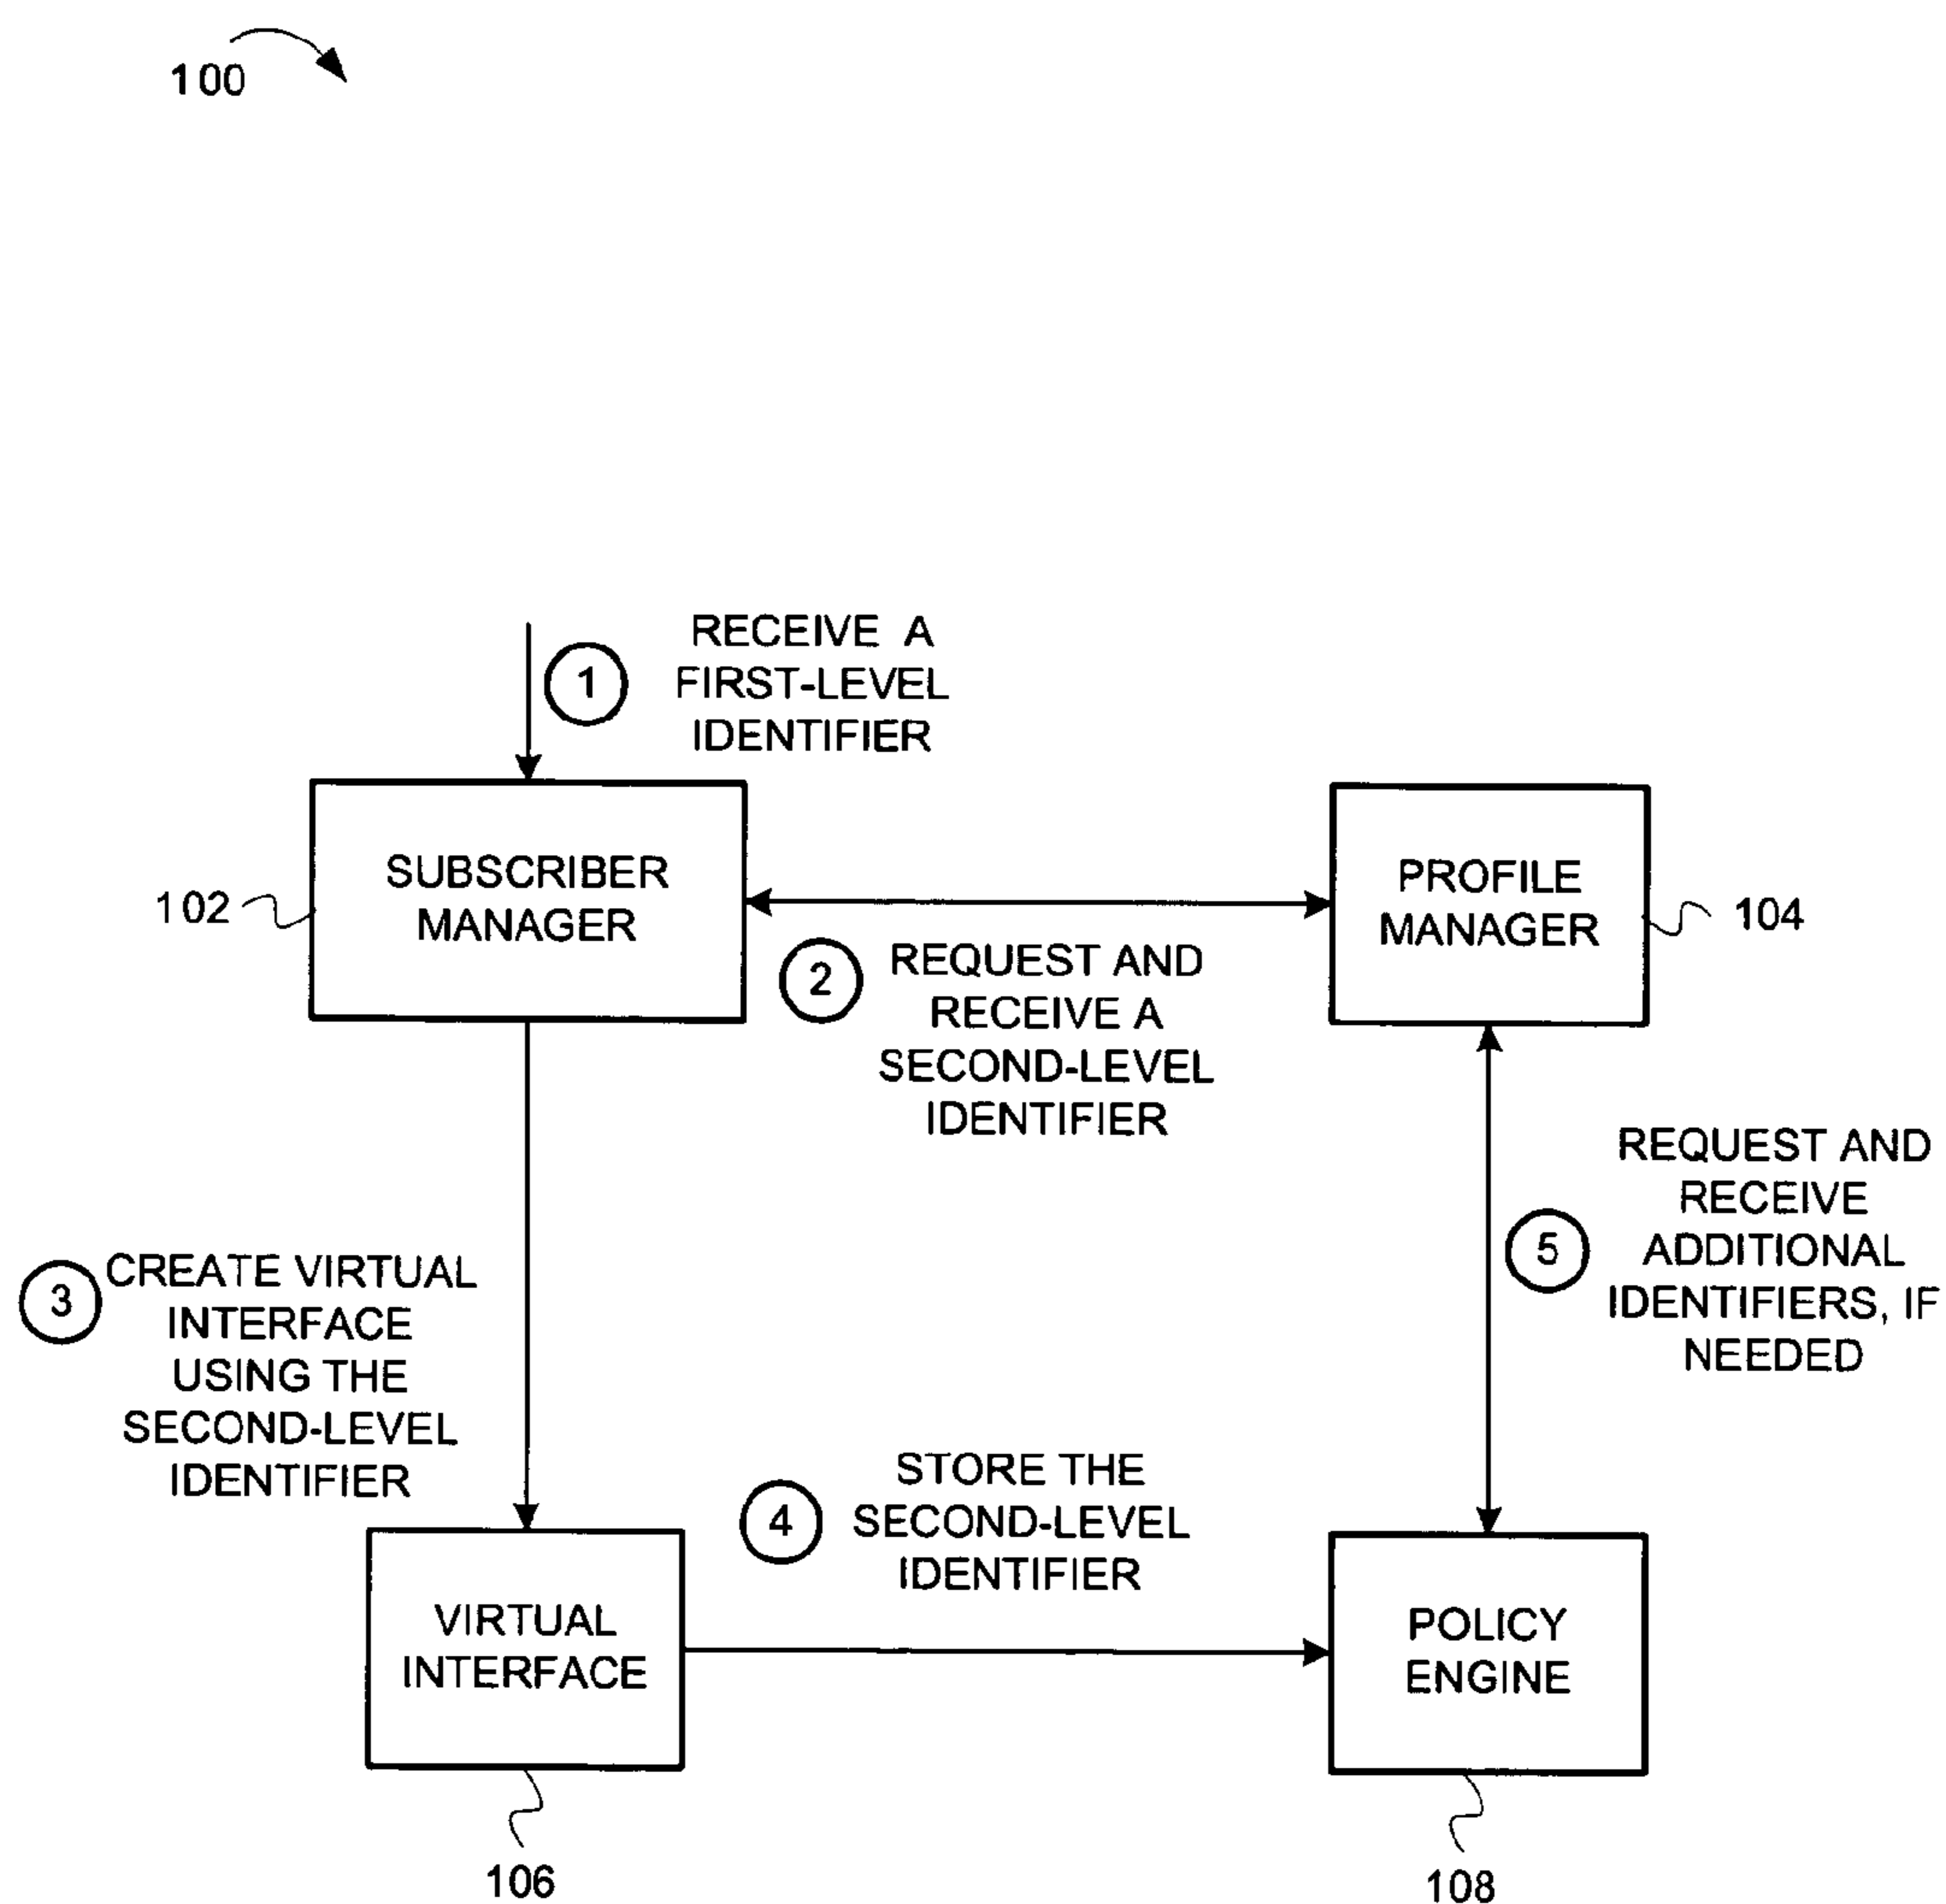 100
1
RECEIVE A
FIRST-LEVEL
IDENTIFIER
SUBSCRIBER
MANAGER
102
PROFILE
MANAGER
104
2
REQUEST AND
RECEIVE A
SECOND-LEVEL
IDENTIFIER
3
CREATE VIRTUAL
INTERFACE
USING THE
SECOND-LEVEL
IDENTIFIER
5
REQUEST AND
RECEIVE
ADDITIONAL
IDENTIFIERS, IF
NEEDED
4
STORE THE
SECOND-LEVEL
IDENTIFIER
VIRTUAL
INTERFACE
106
POLICY
ENGINE
108